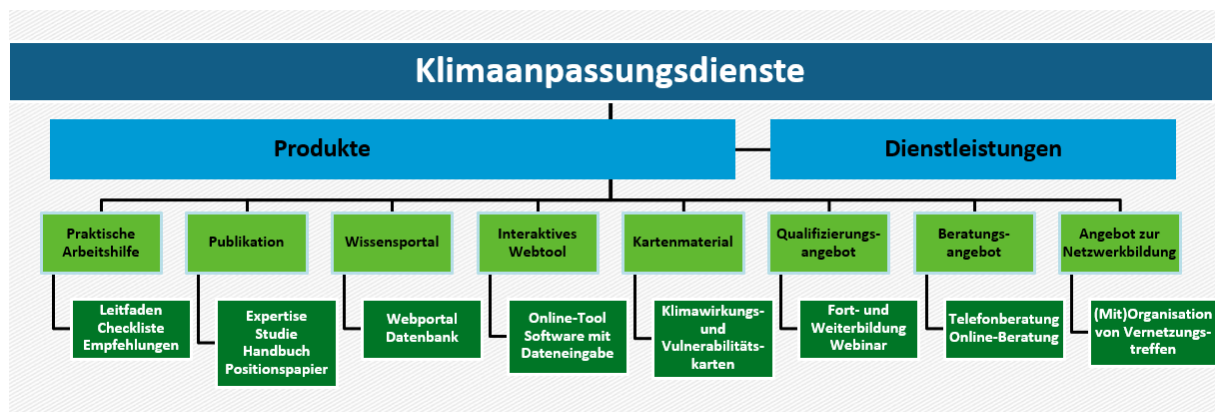 Klimaanpassungsdienste
Produkte
Dienstleistungen
Praktische
Arbeitshilfe
Publikation
Wissensportal
Interaktives
Webtool
Kartenmaterial
Qualifizierungs-
angebot
Beratungs-
angebot
Angebot zur
Netzwerkbildung
Leitfaden
Checkliste
Empfehlungen
Expertise
Studie
Handbuch
Positionspapier
Webportal
Datenbank
Online-Tool
Software mit
Dateneingabe
Klimawirkungs-
und
Vulnerabilitäts-
karten
Fort- und
Weiterbildung
Webinar
Telefonberatung
Online-Beratung
(Mit)Organisation
von Vernetzungs-
treffen